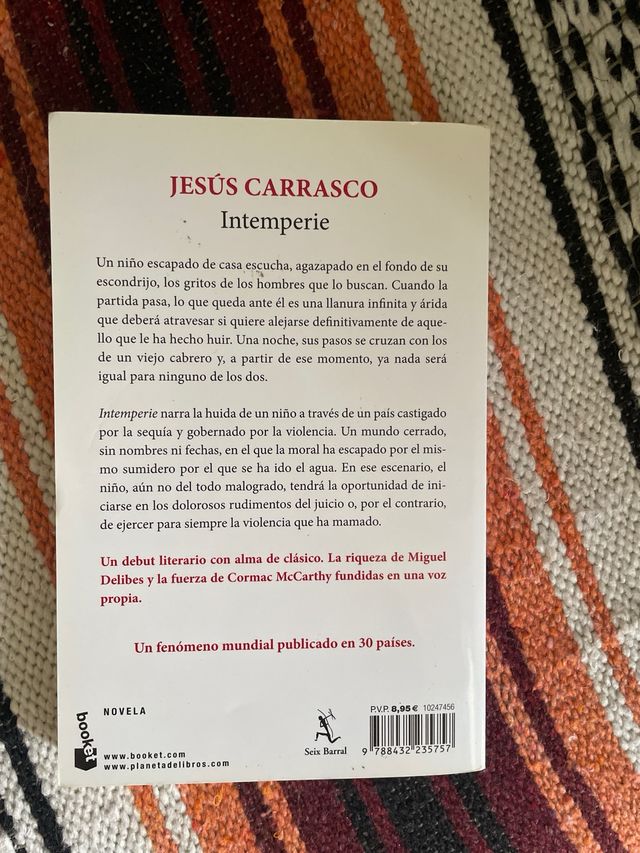 JESÚS CARRASCO
Intemperie
Un niño escapado de casa escucha, agazapado en el fondo de su
escondrijo, los gritos de los hombres que lo buscan. Cuando la
partida pasa, lo que queda ante él es una llanura infinita y árida
que deberá atravesar si quiere alejarse definitivamente de aque-
llo que le ha hecho huir. Una noche, sus pasos se cruzan con los
de un viejo cabrero y, a partir de ese momento, ya nada será
igual para ninguno de los dos.
Intemperie narra la huida de un niño a través de un país castigado
por la sequía y gobernado por la violencia. Un mundo cerrado,
sin nombres ni fechas, en el que la moral ha escapado por el mis-
mo sumidero por el que se ha ido el agua. En ese escenario, el
niño, aún no del todo malogrado, tendrá la oportunidad de ini-
ciarse en los dolorosos rudimentos del juicio o, por el contrario,
de ejercer para siempre la violencia que ha mamado.
Un debut literario con alma de clásico. La riqueza de Miguel
Delibes y la fuerza de Cormac McCarthy fundidas en una voz
propia.
Un fenómeno mundial publicado en 30 países.
NOVELA
booket
www.booket.com
www.planetadelibros.com
Seix Barral
P.V.P. 8,95 € 10247456
9 788432 235757